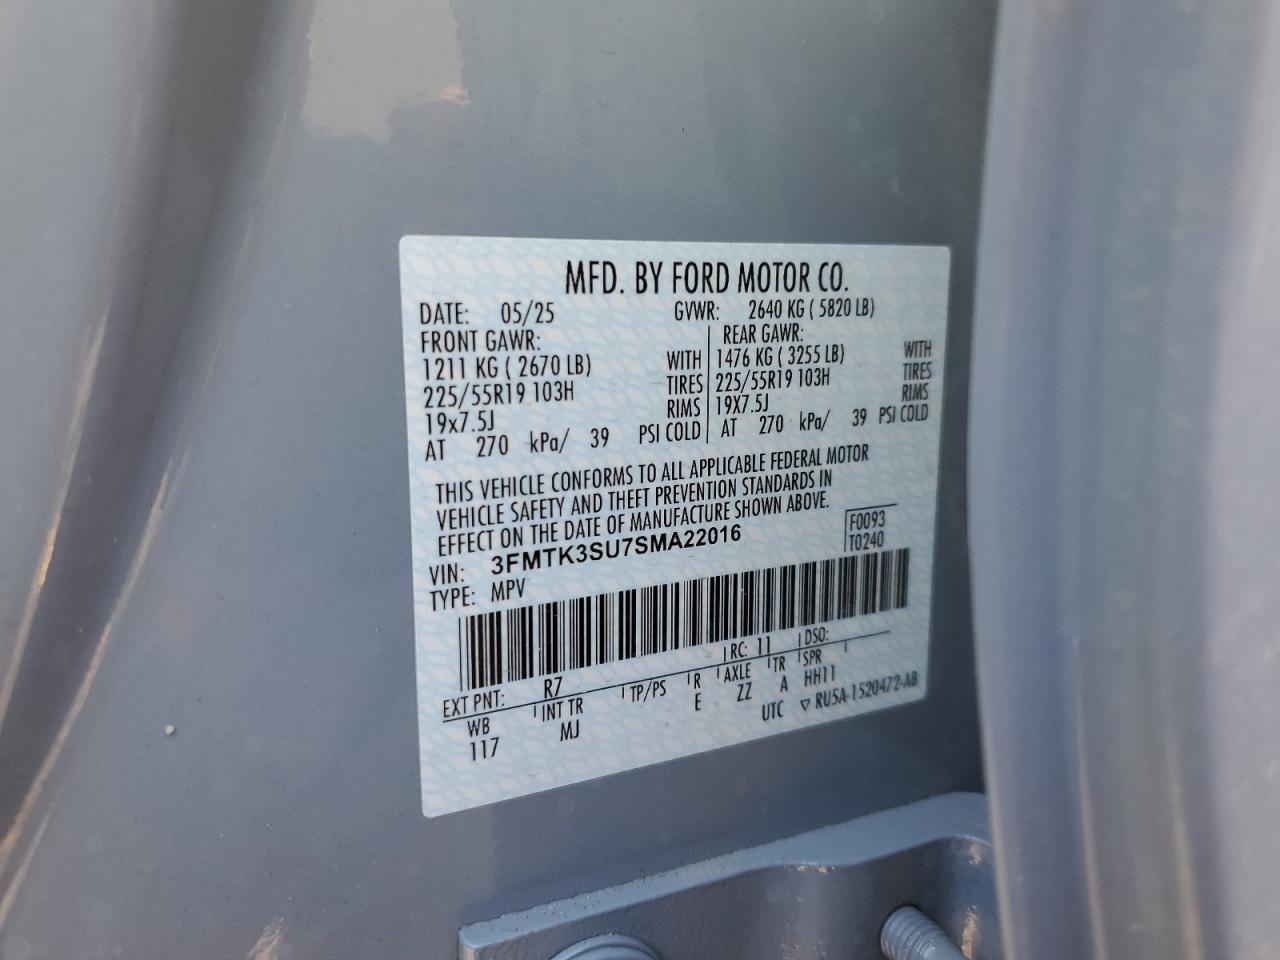 MFD. BY FORD MOTOR CO.
DATE: 05/25 GVWR: 2640 KG ( 5820 LB)
FRONT GAWR: REAR GAWR:
1211 KG ( 2670 LB) WITH 1476 KG ( 3255 LB) WITH
225/55R19 103H TIRES 225/55R19 103H TIRES
19x7.5J RIMS 19X7.5J RIMS
AT 270 kPa/ 39 PSI COLD AT 270 kPa/ 39 PSI COLD
THIS VEHICLE CONFORMS TO ALL APPLICABLE FEDERAL MOTOR
VEHICLE SAFETY AND THEFT PREVENTION STANDARDS IN
EFFECT ON THE DATE OF MANUFACTURE SHOWN ABOVE.
VIN: 3FMTK3SU7SMA22016 F0093
TYPE: MPV T0240
EXT PNT: R7 RC: 11 DSO:
WB INT TR TP/PS R AXLE TR SPR
117 MJ E ZZ A HH11
UTC ▽ RU5A-1520472-AB